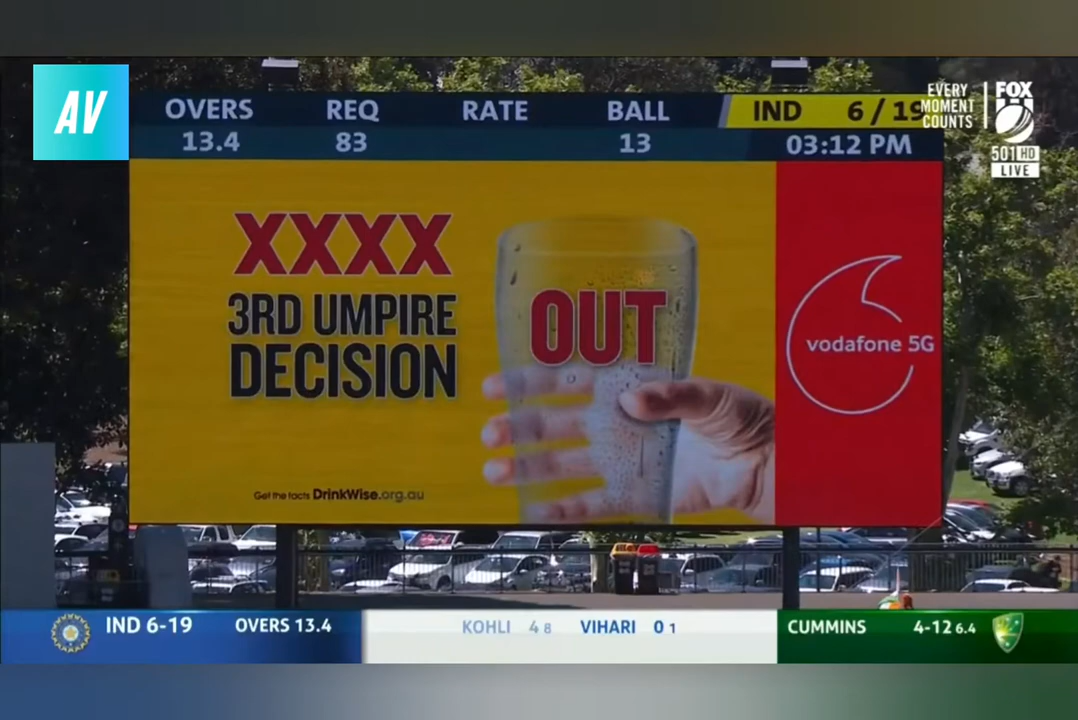 AV
OVERS REQ RATE BALL IND 6 / 19
13.4 83 13 03:12 PM
EVERY
MOMENT
COUNTS
FOX
501 HD
LIVE
XXXX
3RD UMPIRE
DECISION
OUT
vodafone 5G
Get the facts DrinkWise.org.au
IND 6-19 OVERS 13.4 KOHLI 4 8 VIHARI 0 1 CUMMINS 4-12 6.4